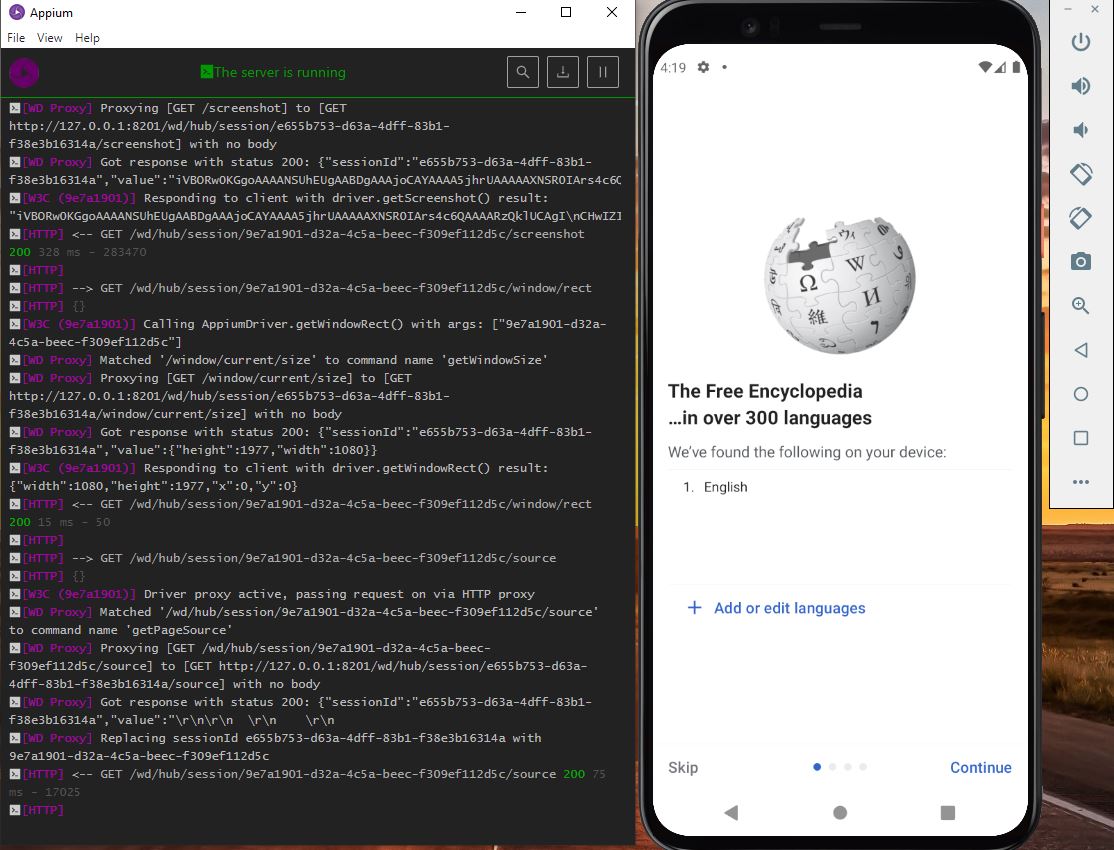 Appium
File View Help
The server is running
[WD Proxy] Proxying [GET /screenshot] to [GET
http://127.0.0.1:8201/wd/hub/session/e655b753-d63a-4dff-83b1-
f38e3b16314a/screenshot] with no body
[WD Proxy] Got response with status 200: {"sessionId":"e655b753-d63a-4dff-83b1-
f38e3b16314a","value":"iVBORw0KGgoAAAANSUhEUgAABDgAAAjoCAYAAAA5jhrUAAAAAXNSR0IArs4c6Q
[W3C (9e7a1901)] Responding to client with driver.getScreenshot() result:
"iVBORw0KGgoAAAANSUhEUgAABDgAAAjoCAYAAAA5jhrUAAAAAXNSR0IArs4c6QAAAARzQklUCAgI\nCHwIZI
[HTTP] <-- GET /wd/hub/session/9e7a1901-d32a-4c5a-beec-f309ef112d5c/screenshot
200 328 ms - 283470
[HTTP]
[HTTP] --> GET /wd/hub/session/9e7a1901-d32a-4c5a-beec-f309ef112d5c/window/rect
[HTTP] {}
[W3C (9e7a1901)] Calling AppiumDriver.getWindowRect() with args: ["9e7a1901-d32a-
4c5a-beec-f309ef112d5c"]
[WD Proxy] Matched '/window/current/size' to command name 'getWindowSize'
[WD Proxy] Proxying [GET /window/current/size] to [GET
http://127.0.0.1:8201/wd/hub/session/e655b753-d63a-4dff-83b1-
f38e3b16314a/window/current/size] with no body
[WD Proxy] Got response with status 200: {"sessionId":"e655b753-d63a-4dff-83b1-
f38e3b16314a","value":{"height":1977,"width":1080}}
[W3C (9e7a1901)] Responding to client with driver.getWindowRect() result:
{"width":1080,"height":1977,"x":0,"y":0}
[HTTP] <-- GET /wd/hub/session/9e7a1901-d32a-4c5a-beec-f309ef112d5c/window/rect
200 15 ms - 50
[HTTP]
[HTTP] --> GET /wd/hub/session/9e7a1901-d32a-4c5a-beec-f309ef112d5c/source
[HTTP] {}
[W3C (9e7a1901)] Driver proxy active, passing request on via HTTP proxy
[WD Proxy] Matched '/wd/hub/session/9e7a1901-d32a-4c5a-beec-f309ef112d5c/source'
to command name 'getPageSource'
[WD Proxy] Proxying [GET /wd/hub/session/9e7a1901-d32a-4c5a-beec-
f309ef112d5c/source] to [GET http://127.0.0.1:8201/wd/hub/session/e655b753-d63a-
4dff-83b1-f38e3b16314a/source] with no body
[WD Proxy] Got response with status 200: {"sessionId":"e655b753-d63a-4dff-83b1-
f38e3b16314a","value":"\r\n\r\n  \r\n    \r\n
[WD Proxy] Replacing sessionId e655b753-d63a-4dff-83b1-f38e3b16314a with
9e7a1901-d32a-4c5a-beec-f309ef112d5c
[HTTP] <-- GET /wd/hub/session/9e7a1901-d32a-4c5a-beec-f309ef112d5c/source 200 75
ms - 17025
[HTTP]
4:19
Ω W И 維 7
The Free Encyclopedia
…in over 300 languages
We've found the following on your device:
1. English
+ Add or edit languages
Skip
Continue